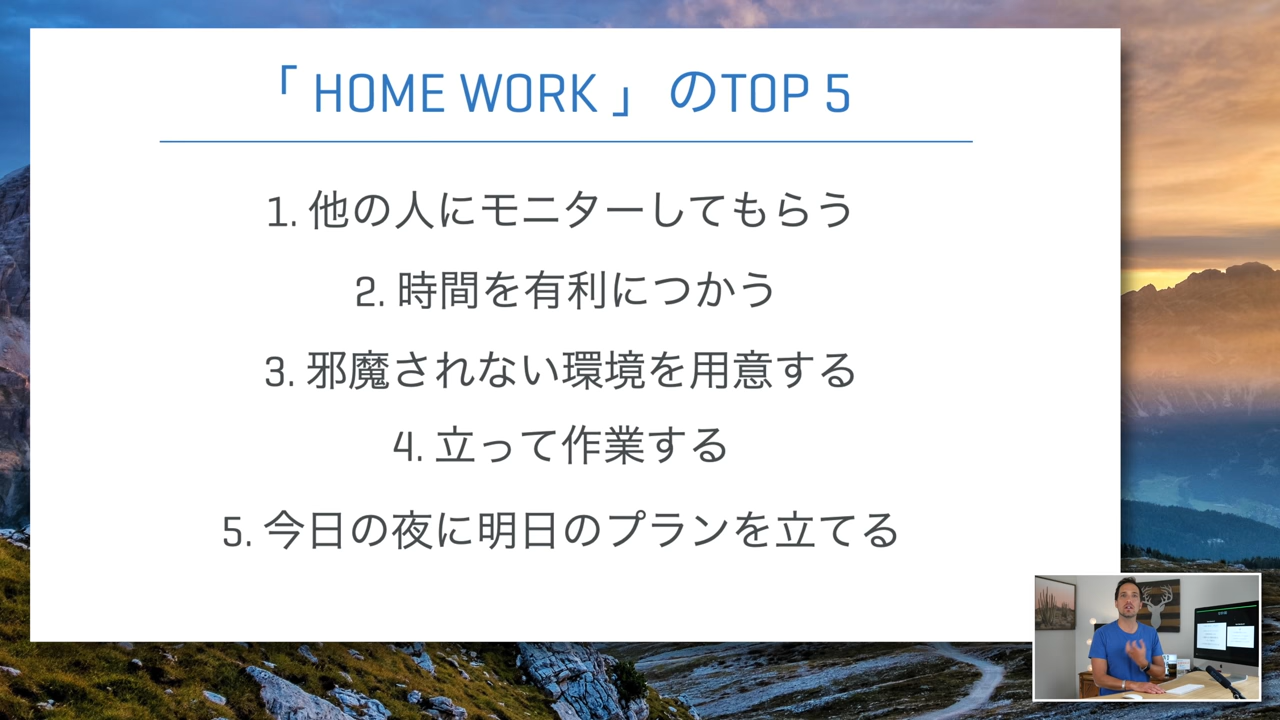 「 HOME WORK 」 のTOP 5
1. 他の人にモニターしてもらう
2. 時間を有利につかう
3. 邪魔されない環境を用意する
4. 立って作業する
5. 今日の夜に明日のプランを立てる